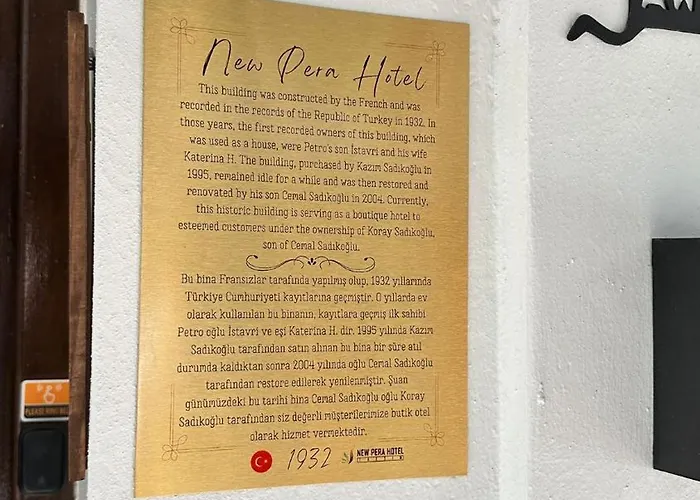 New Pera Hotel
This building was constructed by the French and was
recorded in the records of the Republic of Turkey in 1932. In
those years, the first recorded owners of this building, which
was used as a house, were Petro's son İstavri and his wife
Katerina H. The building, purchased by Kazım Sadıkoğlu in
1995, remained idle for a while and was then restored and
renovated by his son Cemal Sadıkoğlu in 2004. Currently,
this historic building is serving as a boutique hotel to
esteemed customers under the ownership of Koray Sadıkoğlu,
son of Cemal Sadıkoğlu.
Bu bina Fransızlar tarafında yapılmış olup, 1932 yıllarında
Türkiye Cumhuriyeti kayıtlarına geçmiştir. O yıllarda ev
olarak kullanılan bu binanın, kayıtlara geçmiş ilk sahibi
Petro oğlu İstavri ve eşi Katerina H. dir. 1995 yılında Kazım
Sadıkoğlu tarafından satın alınan bu bina bir süre atıl
durumda kaldıktan sonra 2004 yılında oğlu Cemal Sadıkoğlu
tarafından restore edilerek yenilenmiştir. Şuan
günümüzdeki bu tarihi bina Cemal Sadıkoğlu oğlu Koray
Sadıkoğlu tarafından siz değerli müşterilerimize butik otel
olarak hizmet vermektedir.
1932 NEW PERA HOTEL
PLEASE RING BELL